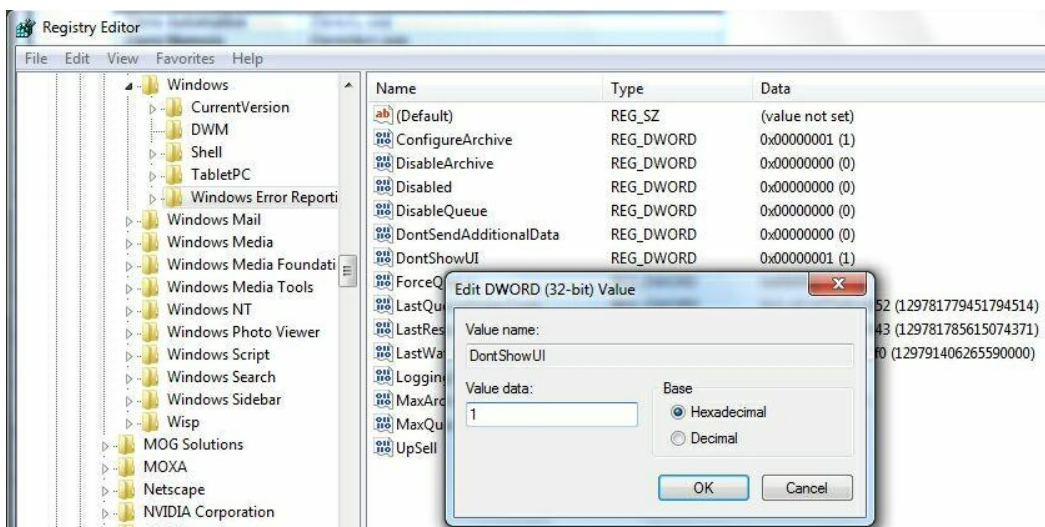 Registry Editor
File Edit View Favorites Help
Windows
CurrentVersion
DWM
Shell
TabletPC
Windows Error Reporti
Windows Mail
Windows Media
Windows Media Foundati
Windows Media Tools
Windows NT
Windows Photo Viewer
Windows Script
Windows Search
Windows Sidebar
Wisp
MOG Solutions
MOXA
Netscape
NVIDIA Corporation
Name Type Data
(Default) REG_SZ (value not set)
ConfigureArchive REG_DWORD 0x00000001 (1)
DisableArchive REG_DWORD 0x00000000 (0)
Disabled REG_DWORD 0x00000000 (0)
DisableQueue REG_DWORD 0x00000000 (0)
DontSendAdditionalData REG_DWORD 0x00000000 (0)
DontShowUI REG_DWORD 0x00000001 (1)
ForceQ
LastQu 52 (129781779451794514)
LastRes 43 (129781785615074371)
LastWa f0 (129791406265590000)
Logging
MaxArc
MaxQu
UpSell
Edit DWORD (32-bit) Value
Value name:
DontShowUI
Value data:
1
Base
Hexadecimal
Decimal
OK Cancel